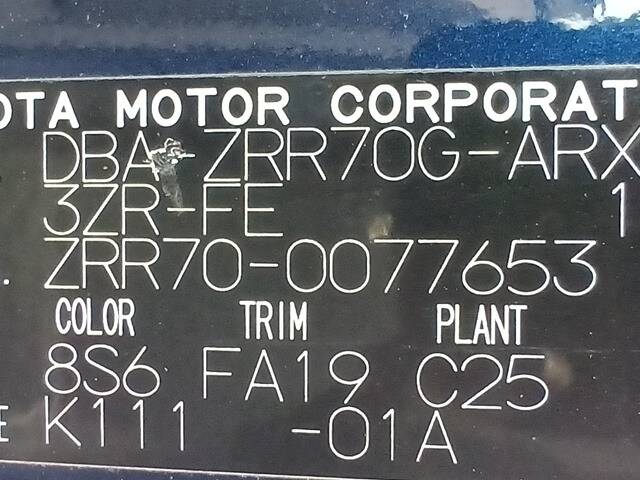 OTA MOTOR CORPORAT
DBA-ZRR70G-ARX
3ZR-FE 1
. ZRR70-0077653
COLOR TRIM PLANT
8S6 FA19 C25
E K111 -01A